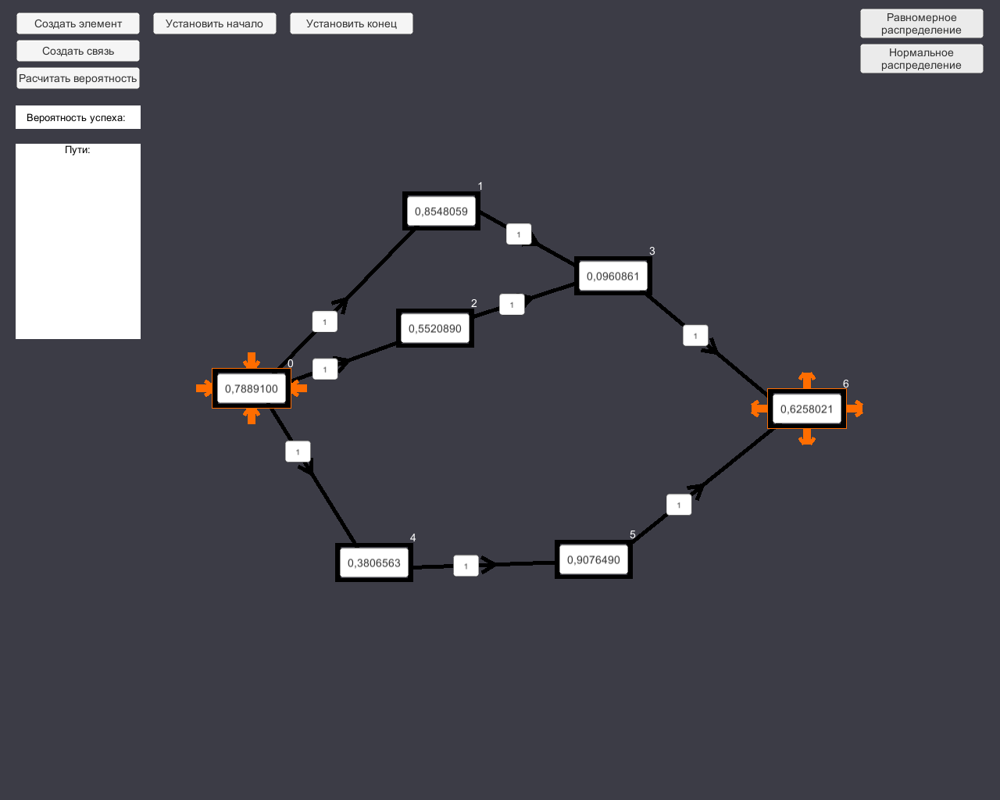 Создать элемент
Установить начало
Установить конец
Равномерное
распределение
Создать связь
Нормальное
распределение
Расчитать вероятность
Вероятность успеха:
Пути:
1
0,8548059
1
3
0,0960861
2
1
0,5520890
1
1
0
1
0,7889100
6
0,6258021
1
1
4
5
0,3806563
0,9076490
1